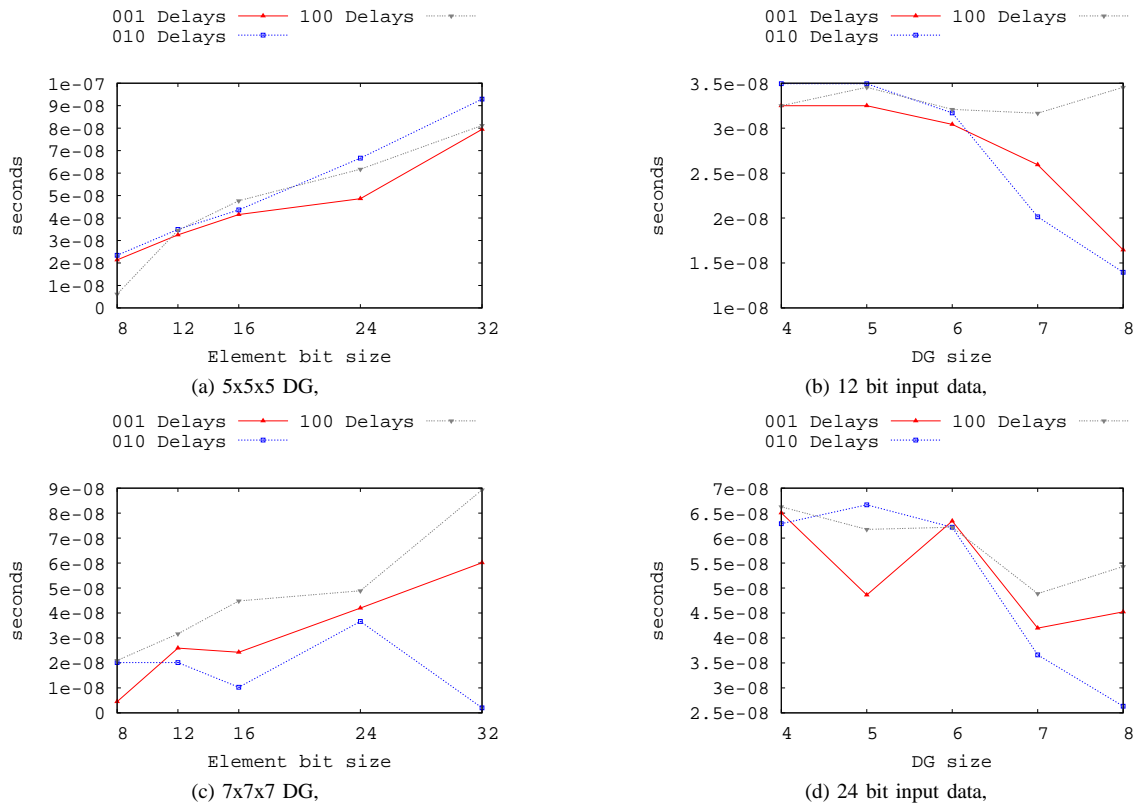 001 Delays 100 Delays
010 Delays
1e-07
9e-08
8e-08
7e-08
6e-08
5e-08
4e-08
3e-08
2e-08
1e-08
0
seconds
8 12 16 24 32
Element bit size
(a) 5x5x5 DG,
001 Delays 100 Delays
010 Delays
3.5e-08
3e-08
2.5e-08
2e-08
1.5e-08
1e-08
seconds
4 5 6 7 8
DG size
(b) 12 bit input data,
001 Delays 100 Delays
010 Delays
9e-08
8e-08
7e-08
6e-08
5e-08
4e-08
3e-08
2e-08
1e-08
0
seconds
8 12 16 24 32
Element bit size
(c) 7x7x7 DG,
001 Delays 100 Delays
010 Delays
7e-08
6.5e-08
6e-08
5.5e-08
5e-08
4.5e-08
4e-08
3.5e-08
3e-08
2.5e-08
seconds
4 5 6 7 8
DG size
(d) 24 bit input data,